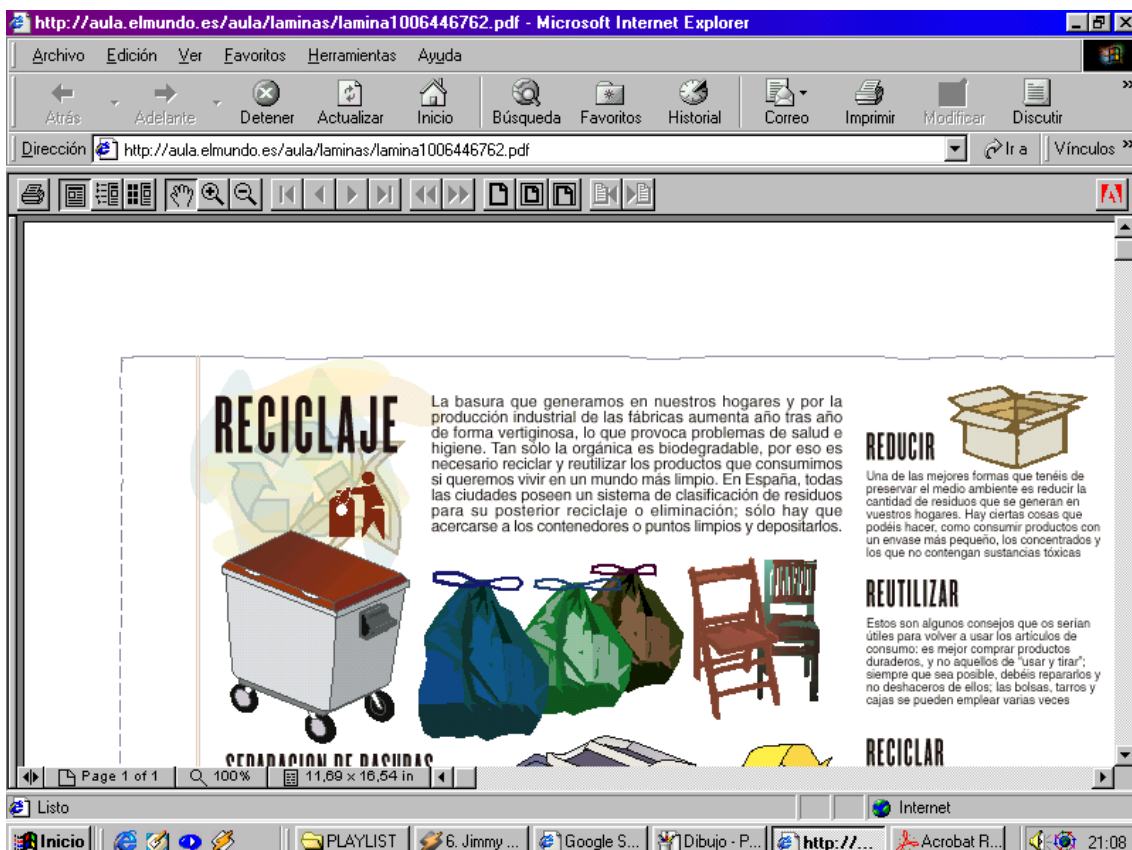 http://aula.elmundo.es/aula/laminas/lamina1006446762.pdf - Microsoft Internet Explorer
Archivo Edición Ver Favoritos Herramientas Ayuda
Atrás Adelante Detener Actualizar Inicio Búsqueda Favoritos Historial Correo Imprimir Modificar Discutir
Dirección http://aula.elmundo.es/aula/laminas/lamina1006446762.pdf Ir a Vínculos
RECICLAJE
La basura que generamos en nuestros hogares y por la
producción industrial de las fábricas aumenta año tras año
de forma vertiginosa, lo que provoca problemas de salud e
higiene. Tan sólo la orgánica es biodegradable, por eso es
necesario reciclar y reutilizar los productos que consumimos
si queremos vivir en un mundo más limpio. En España, todas
las ciudades poseen un sistema de clasificación de residuos
para su posterior reciclaje o eliminación; sólo hay que
acercarse a los contenedores o puntos limpios y depositarlos.
REDUCIR
Una de las mejores formas que tenéis de
preservar el medio ambiente es reducir la
cantidad de residuos que se generan en
vuestros hogares. Hay ciertas cosas que
podéis hacer, como consumir productos con
un envase más pequeño, los concentrados y
los que no contengan sustancias tóxicas
REUTILIZAR
Estos son algunos consejos que os serían
útiles para volver a usar los artículos de
consumo: es mejor comprar productos
duraderos, y no aquellos de "usar y tirar";
siempre que sea posible, debéis repararlos y
no deshaceros de ellos; las bolsas, tarros y
cajas se pueden emplear varias veces
SEPARACION DE BASURAS
RECICLAR
Page 1 of 1 100% 11,69 x 16,54 in
Listo Internet
Inicio PLAYLIST 6. Jimmy ... Google S... Dibujo - P... http://... Acrobat R... 21:08